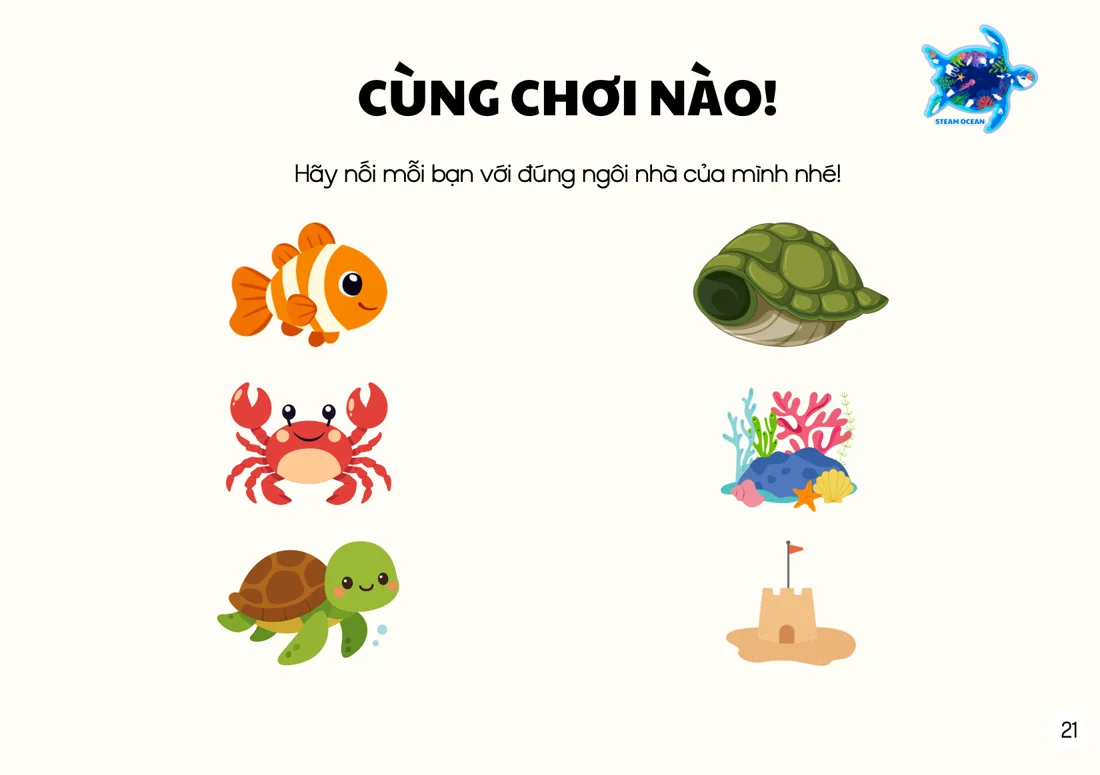 STEAM OCEAN
CÙNG CHƠI NÀO!
Hãy nối mỗi bạn với đúng ngôi nhà của mình nhé!
21